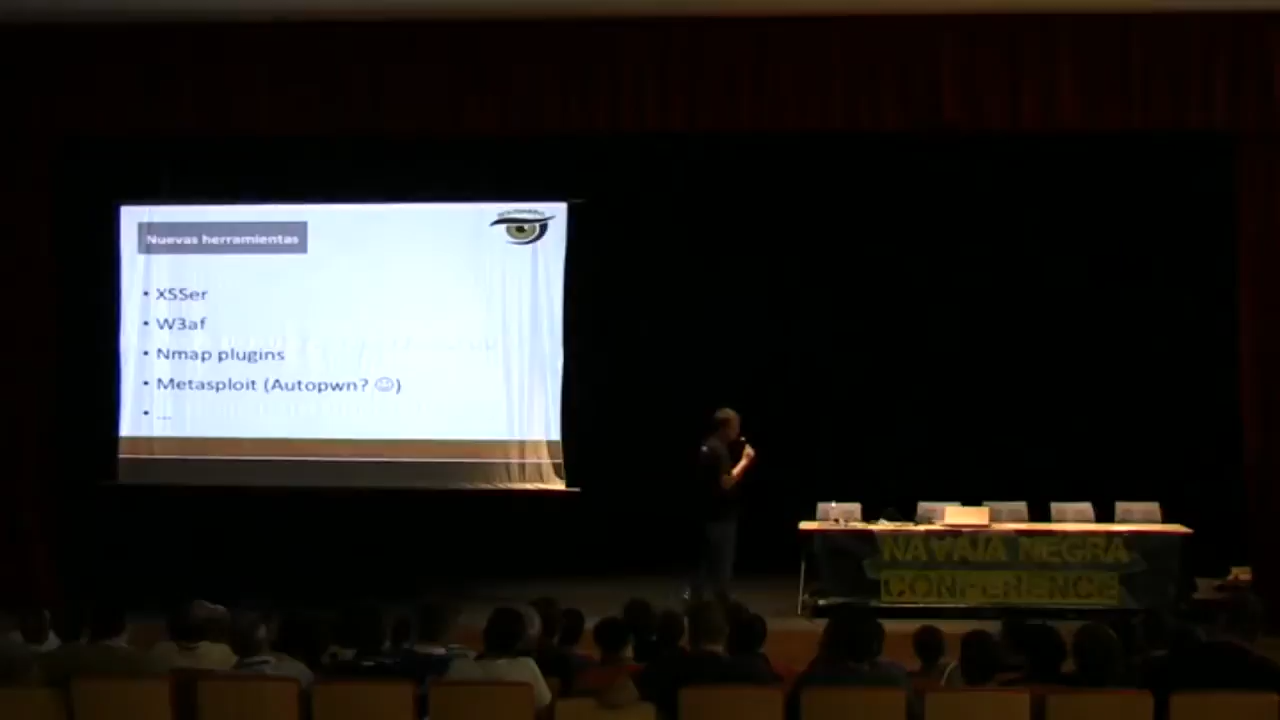 Nuevas herramientas
• XSSer
• W3af
• Nmap plugins
• Metasploit (Autopwn? ☺)
• ...
NAVAJA NEGRA
CONFERENCE